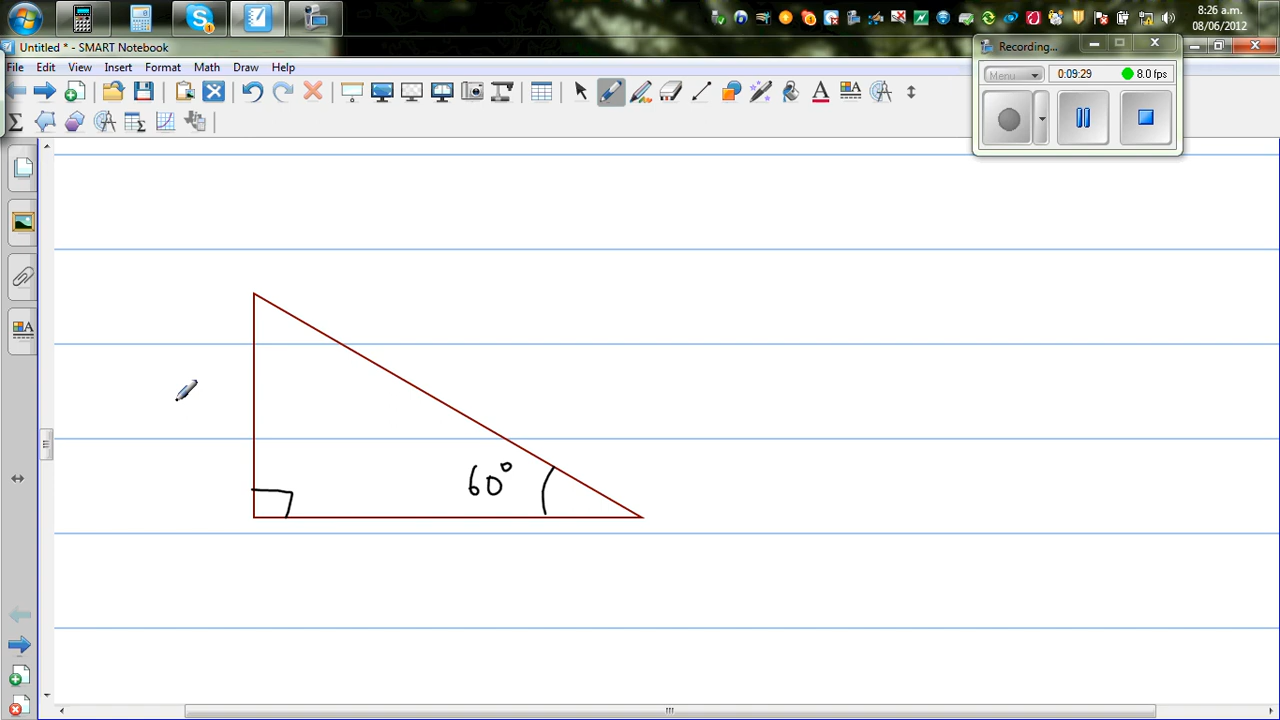 8:26 a.m.
08/06/2012
Untitled * - SMART Notebook
Recording...
File Edit View Insert Format Math Draw Help
Menu
0:09:29
8.0 fps
60°